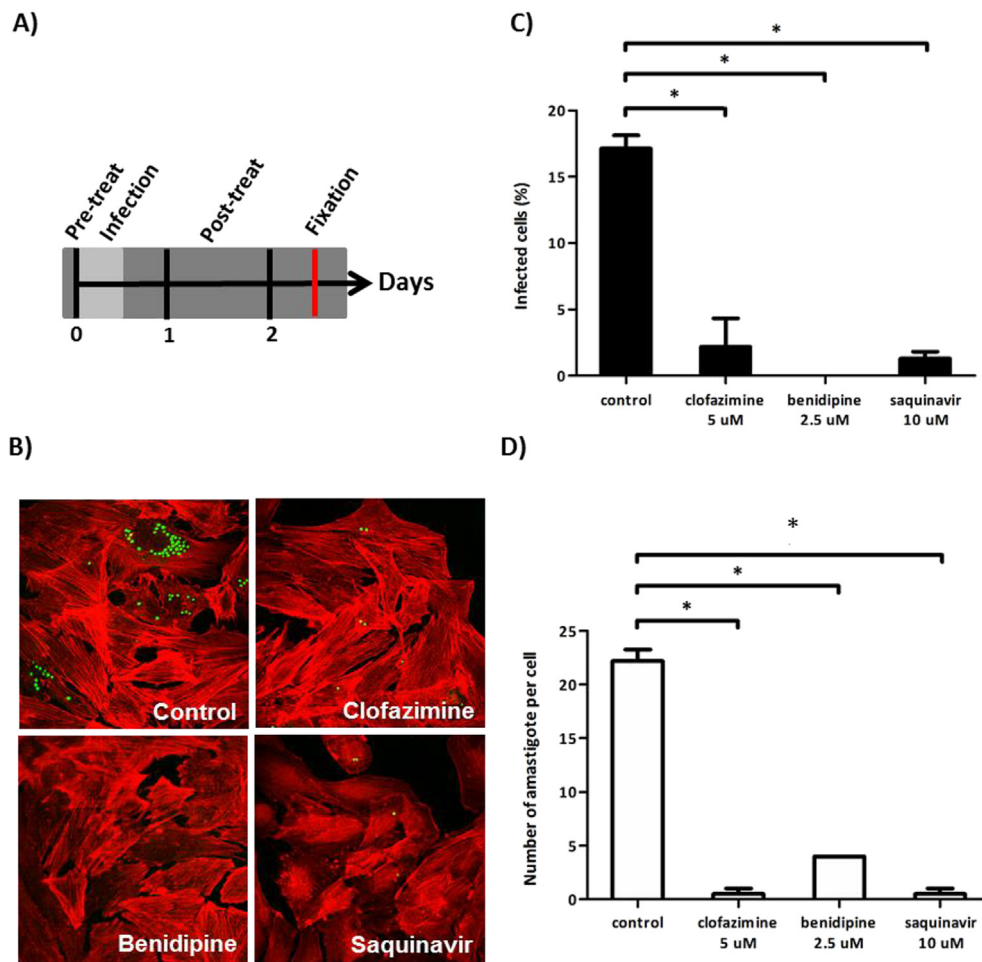 A)
Pre-treat
Infection
Post-treat
Fixation
Days
0 1 2
B)
Control
Clofazimine
Benidipine
Saquinavir
C)
*
*
*
Infected cells (%)
20
15
10
5
0
control clofazimine benidipine saquinavir
5 uM 2.5 uM 10 uM
D)
*
*
*
Number of amastigote per cell
25
20
15
10
5
0
control clofazimine benidipine saquinavir
5 uM 2.5 uM 10 uM